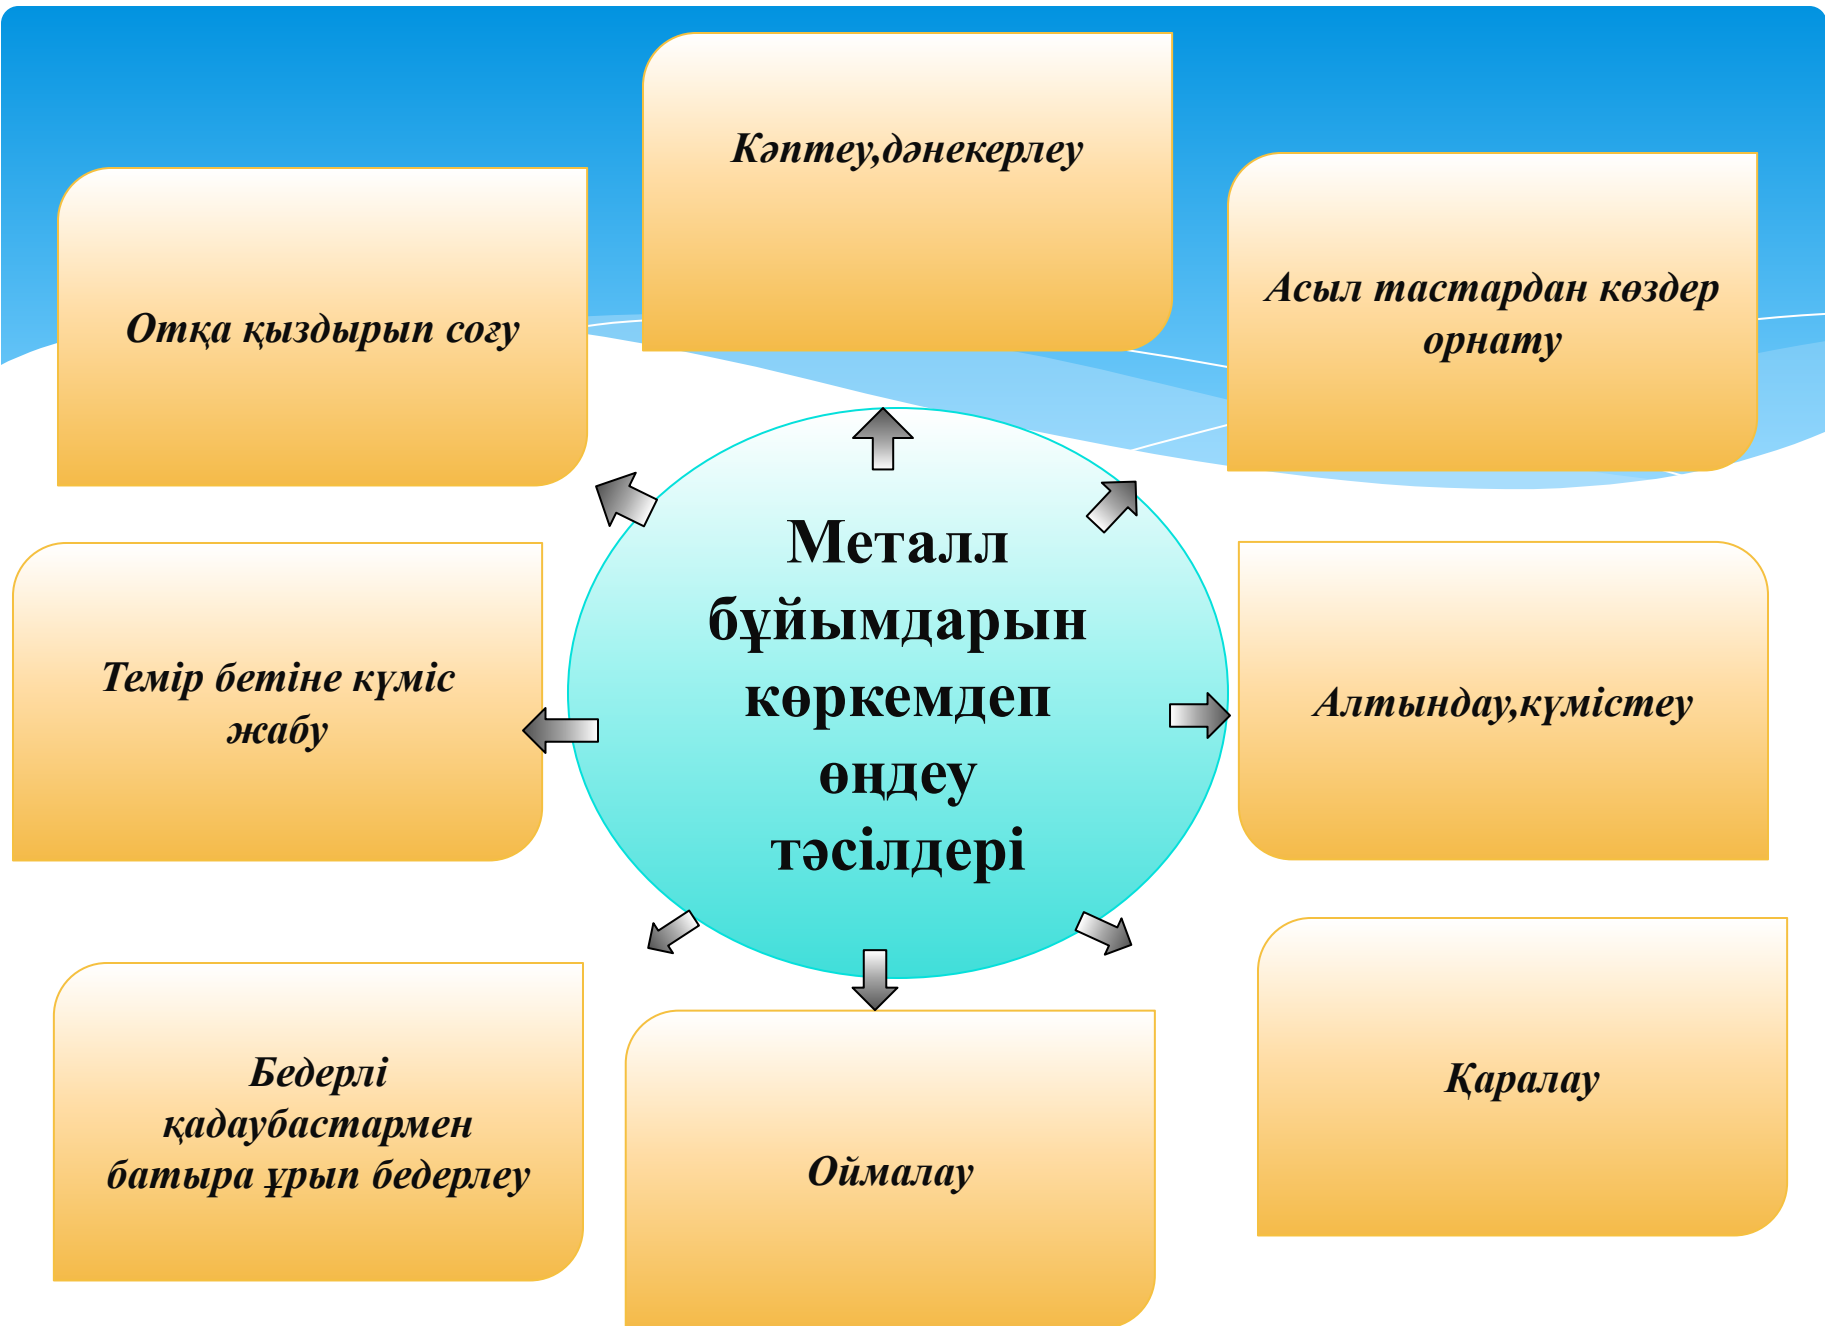 Кәптеу,дәнекерлеу
Отқа қыздырып соғу
Асыл тастардан көздер
орнату
Металл
бұйымдарын
көркемдеп
өңдеу
тәсілдері
Темір бетіне күміс
жабу
Алтындау,күмістеу
Бедерлі
қадаубастармен
батыра ұрып бедерлеу
Оймалау
Қаралау